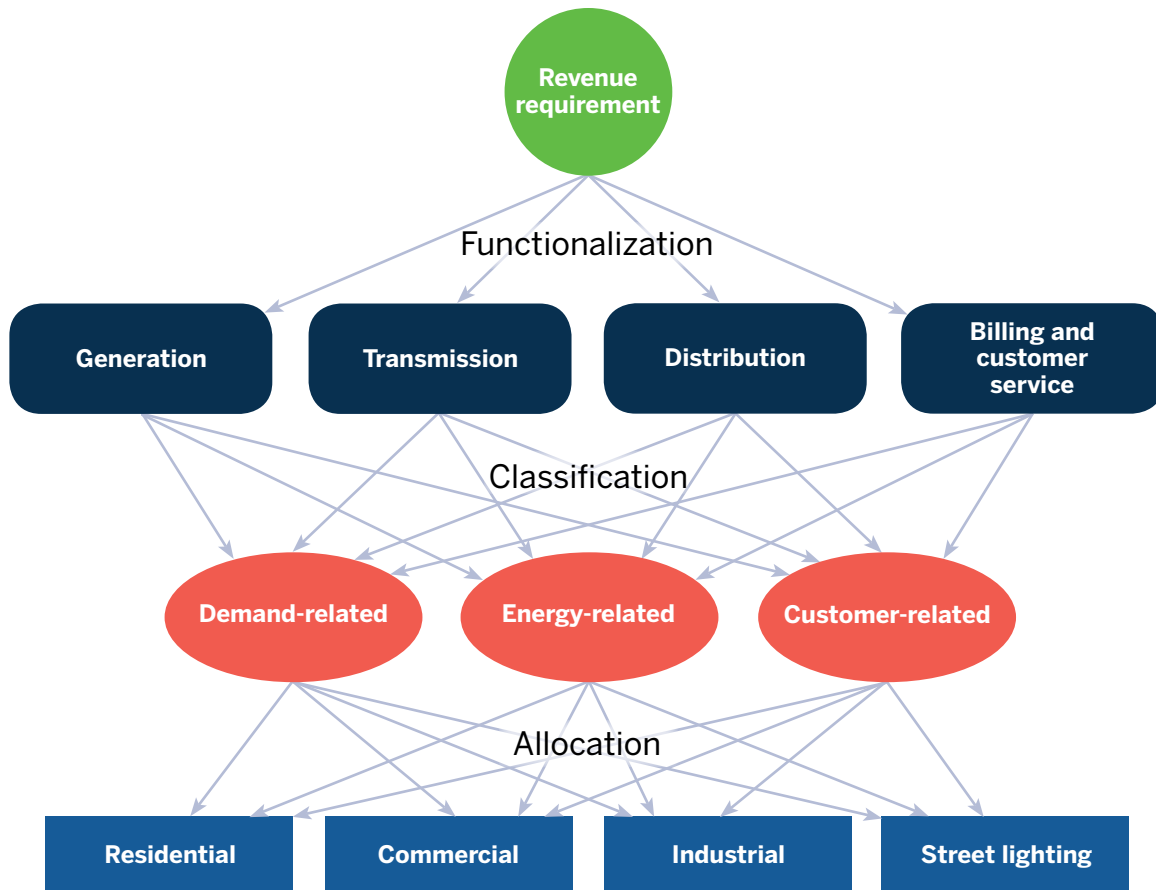 Revenue
requirement
Functionalization
Generation
Transmission
Distribution
Billing and
customer
service
Classification
Demand-related
Energy-related
Customer-related
Allocation
Residential
Commercial
Industrial
Street lighting